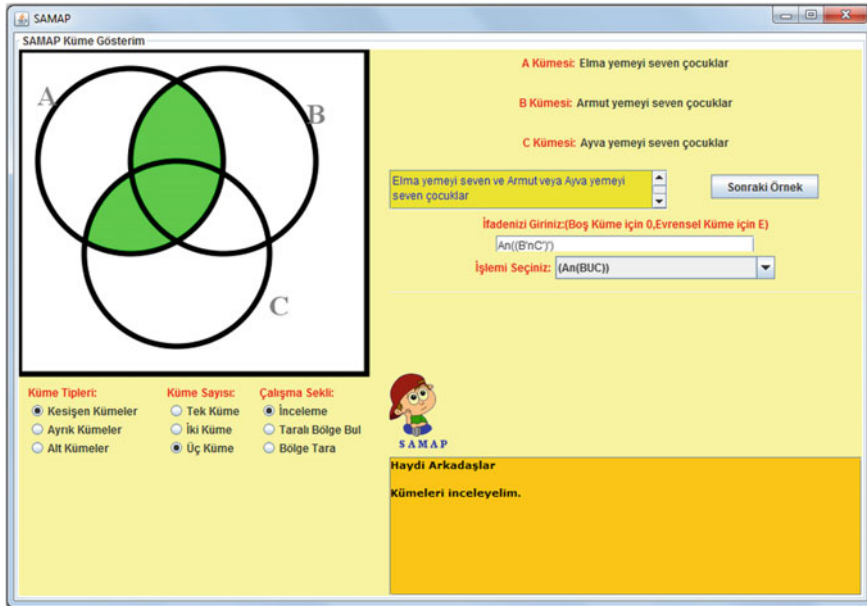 SAMAP
SAMAP Küme Gösterim
A
B
C
A Kümesi: Elma yemeyi seven çocuklar
B Kümesi: Armut yemeyi seven çocuklar
C Kümesi: Ayva yemeyi seven çocuklar
Elma yemeyi seven ve Armut veya Ayva yemeyi
seven çocuklar
Sonraki Örnek
İfadenizi Giriniz:(Boş Küme için 0,Evrensel Küme için E)
An((B'nC')')
İşlemi Seçiniz: (An(BUC))
Küme Tipleri:
Kesişen Kümeler
Ayrık Kümeler
Alt Kümeler
Küme Sayısı:
Tek Küme
İki Küme
Üç Küme
Çalışma Sekli:
İnceleme
Taralı Bölge Bul
Bölge Tara
SAMAP
Haydi Arkadaşlar
Kümeleri inceleyelim.